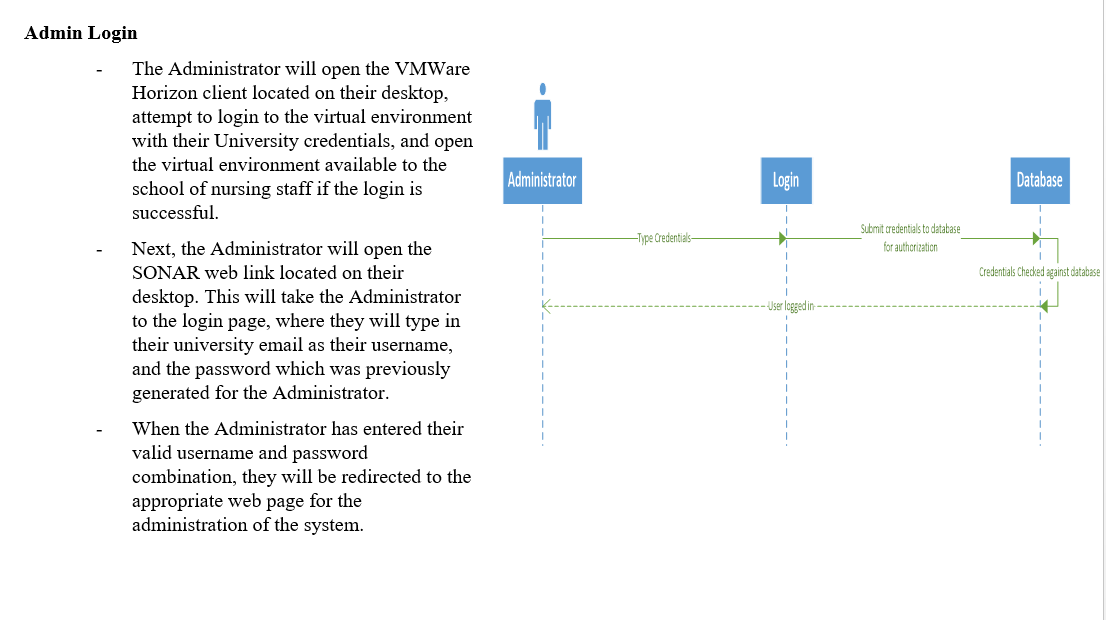 Admin Login
- The Administrator will open the VMWare
Horizon client located on their desktop,
attempt to login to the virtual environment
with their University credentials, and open
the virtual environment available to the
school of nursing staff if the login is
successful.
- Next, the Administrator will open the
SONAR web link located on their
desktop. This will take the Administrator
to the login page, where they will type in
their university email as their username,
and the password which was previously
generated for the Administrator.
- When the Administrator has entered their
valid username and password
combination, they will be redirected to the
appropriate web page for the
administration of the system.
Administrator
Login
Database
Type Credentials
Submit credentials to database
for authorization
Credentials Checked against database
User logged in